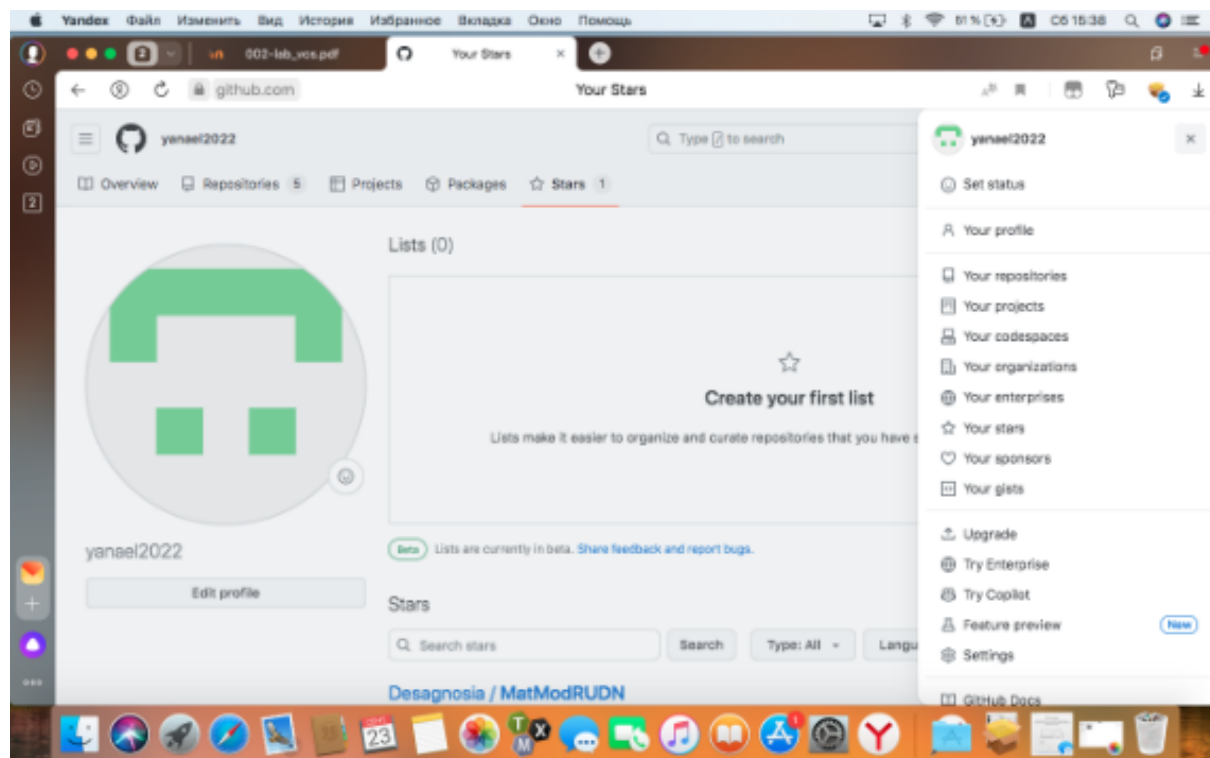 Yandex Файл Изменить Вид История Избранное Вкладка Окно Помощь 51 % Сб 15:38
2 002-lab_vos.pdf Your Stars ×
github.com Your Stars
yanael2022 Type / to search
Overview Repositories 5 Projects Packages Stars 1
2
Lists (0)
Create your first list
Lists make it easier to organize and curate repositories that you have
yanael2022
Beta Lists are currently in beta. Share feedback and report bugs.
Edit profile
Stars
Search stars Search Type: All Langu
Desagnosia / MatModRUDN
yanael2022 ×
Set status
Your profile
Your repositories
Your projects
Your codespaces
Your organizations
Your enterprises
Your stars
Your sponsors
Your gists
Upgrade
Try Enterprise
Try Copilot
Feature preview New
Settings
GitHub Docs
23
1